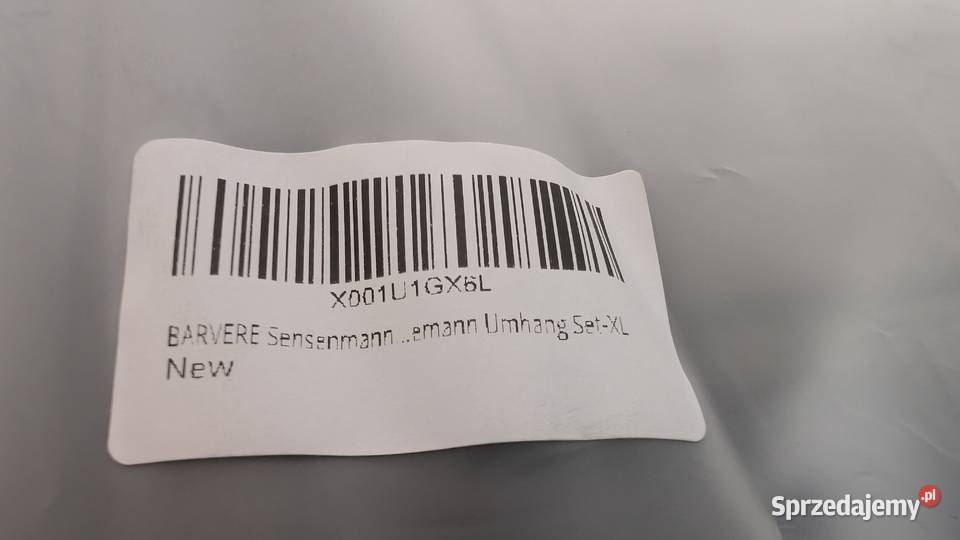 X001U1GX6L
BARVERE Sensenmann...emann Umhang Set-XL
New
Sprzedajemy.pl